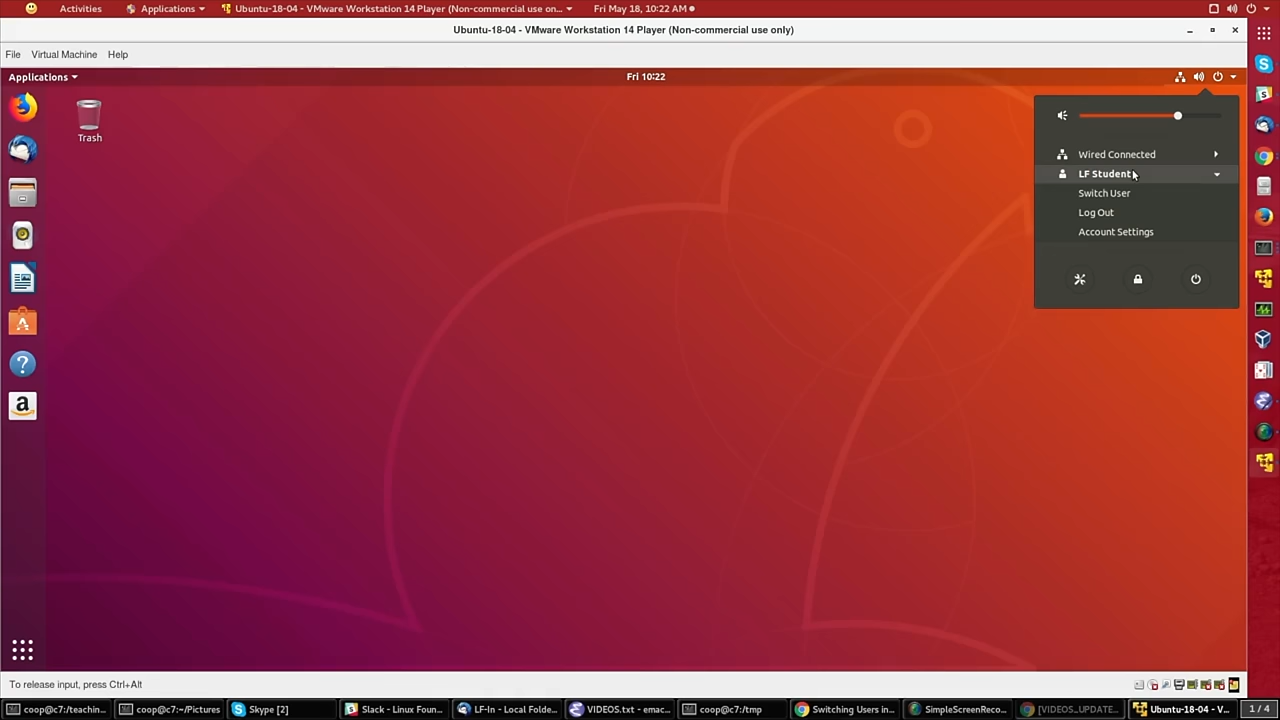 Activities
Applications
Ubuntu-18-04 - VMware Workstation 14 Player (Non-commercial use on...
Fri May 18, 10:22 AM
Ubuntu-18-04 - VMware Workstation 14 Player (Non-commercial use only)
File
Virtual Machine
Help
Applications
Fri 10:22
Trash
Wired Connected
LF Student
Switch User
Log Out
Account Settings
?
a
To release input, press Ctrl+Alt
coop@c7:/teachin...
coop@c7:~/Pictures
Skype [2]
Slack - Linux Foun...
LF-In - Local Folde...
VIDEOS.txt - emac...
coop@c7:/tmp
Switching Users in...
SimpleScreenReco...
[VIDEOS_UPDATE...
Ubuntu-18-04 - V...
1 / 4